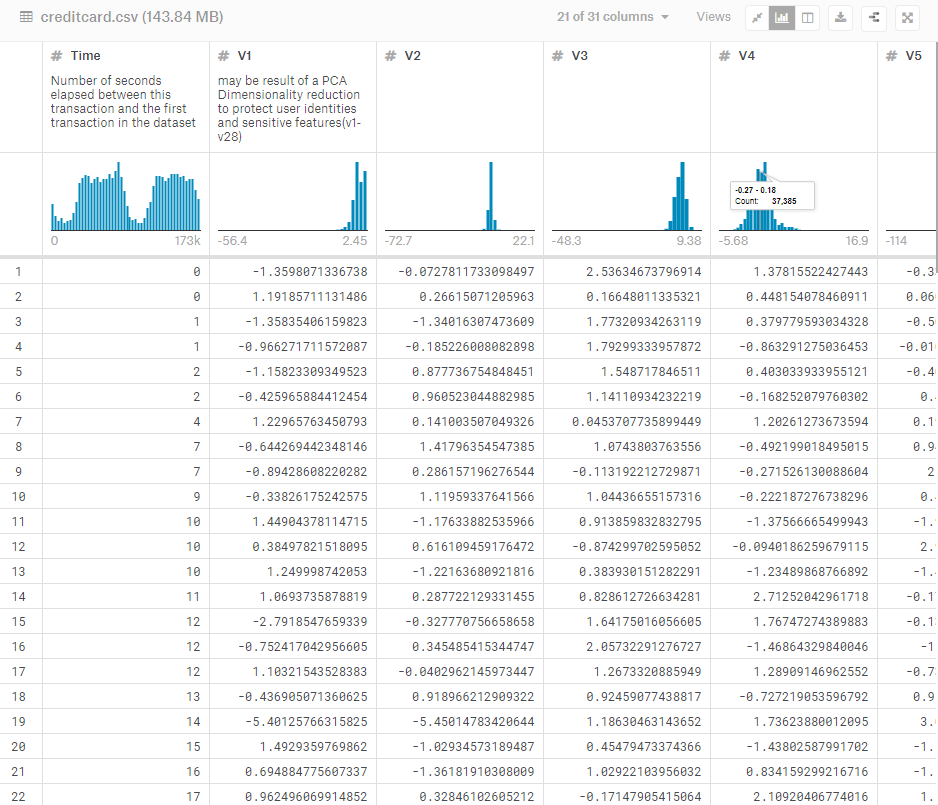 creditcard.csv (143.84 MB) 21 of 31 columns Views
# Time # V1 # V2 # V3 # V4 # V5
Number of seconds
elapsed between this
transaction and the first
transaction in the dataset
may be result of a PCA
Dimensionality reduction
to protect user identities
and sensitive features(v1-
v28)
-0.27 - 0.18
Count: 37,385
0 173k -56.4 2.45 -72.7 22.1 -48.3 9.38 -5.68 16.9 -114
1 0 -1.3598071336738 -0.0727811733098497 2.53634673796914 1.37815522427443 -0.3
2 0 1.19185711131486 0.26615071205963 0.16648011335321 0.448154078460911 0.06
3 1 -1.35835406159823 -1.34016307473609 1.77320934263119 0.379779593034328 -0.5
4 1 -0.966271711572087 -0.185226008082898 1.79299333957872 -0.863291275036453 -0.01
5 2 -1.15823309349523 0.877736754848451 1.548717846511 0.403033933955121 -0.4
6 2 -0.425965884412454 0.960523044882985 1.14110934232219 -0.168252079760302 0.
7 4 1.22965763450793 0.141003507049326 0.0453707735899449 1.20261273673594 0.1
8 7 -0.644269442348146 1.41796354547385 1.0743803763556 -0.492199018495015 0.9
9 7 -0.89428608220282 0.286157196276544 -0.113192212729871 -0.271526130088604 2
10 9 -0.33826175242575 1.11959337641566 1.04436655157316 -0.222187276738296 0.
11 10 1.44904378114715 -1.17633882535966 0.913859832832795 -1.37566665499943 -1.
12 10 0.38497821518095 0.616109459176472 -0.874299702595052 -0.0940186259679115 2.
13 10 1.249998742053 -1.22163680921816 0.383930151282291 -1.23489868766892 -1.
14 11 1.0693735878819 0.287722129331455 0.828612726634281 2.71252042961718 -0.1
15 12 -2.7918547659339 -0.327770756658658 1.64175016056605 1.76747274389883 -0.1
16 12 -0.752417042956605 0.345485415344747 2.05732291276727 -1.46864329840046 -1
17 12 1.10321543528383 -0.0402962145973447 1.2673320885949 1.28909146962552 -0.7
18 13 -0.436905071360625 0.918966212909322 0.92459077438817 -0.727219053596792 0.9
19 14 -5.40125766315825 -5.45014783420644 1.18630463143652 1.73623880012095 3.
20 15 1.4929359769862 -1.02934573189487 0.45479473374366 -1.43802587991702 -1.
21 16 0.694884775607337 -1.36181910308009 1.02922103956032 0.834159299216716 -1.
22 17 0.962496069914852 0.32846102605212 -0.17147905415064 2.10920406774016 1.